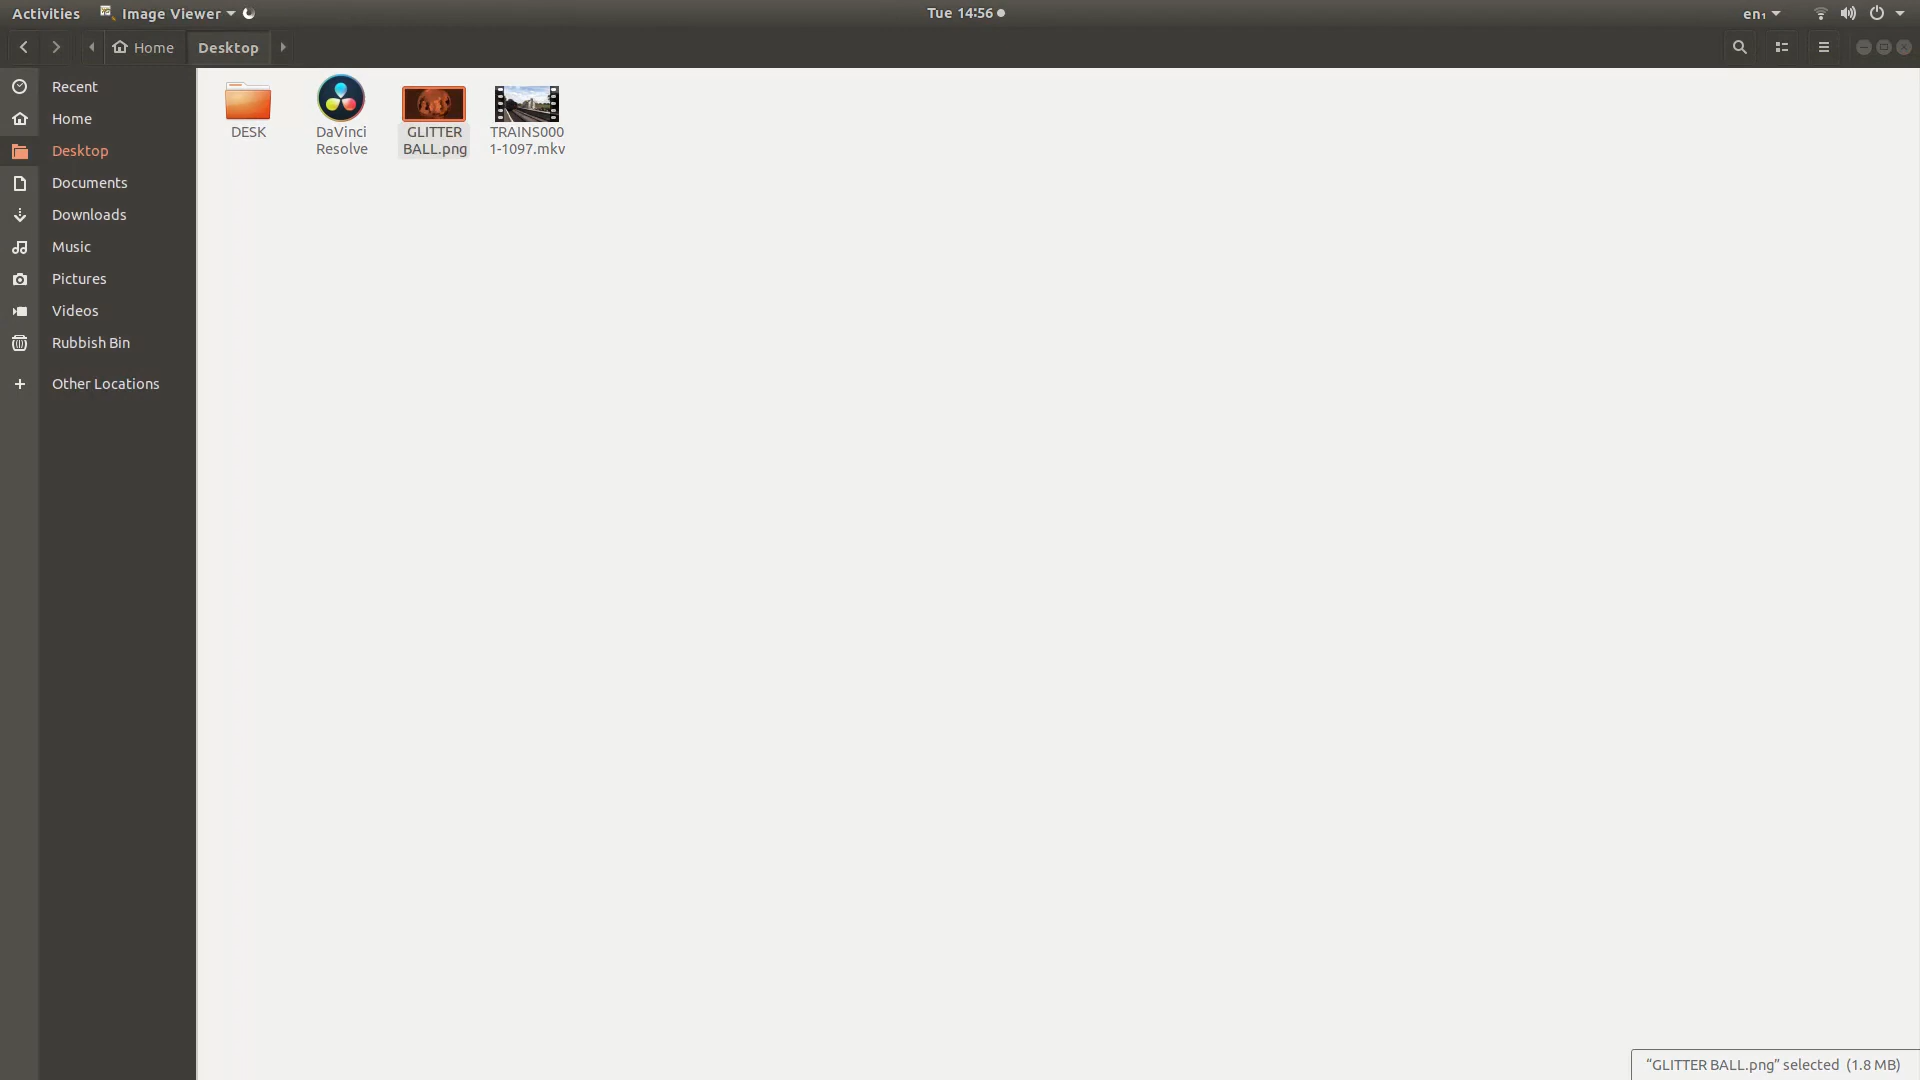 Activities
Image Viewer
Tue 14:56
en₁
Home
Desktop
Recent
Home
Desktop
Documents
Downloads
Music
Pictures
Videos
Rubbish Bin
Other Locations
DESK
DaVinci
Resolve
GLITTER
BALL.png
TRAINS000
1-1097.mkv
“GLITTER BALL.png” selected (1.8 MB)